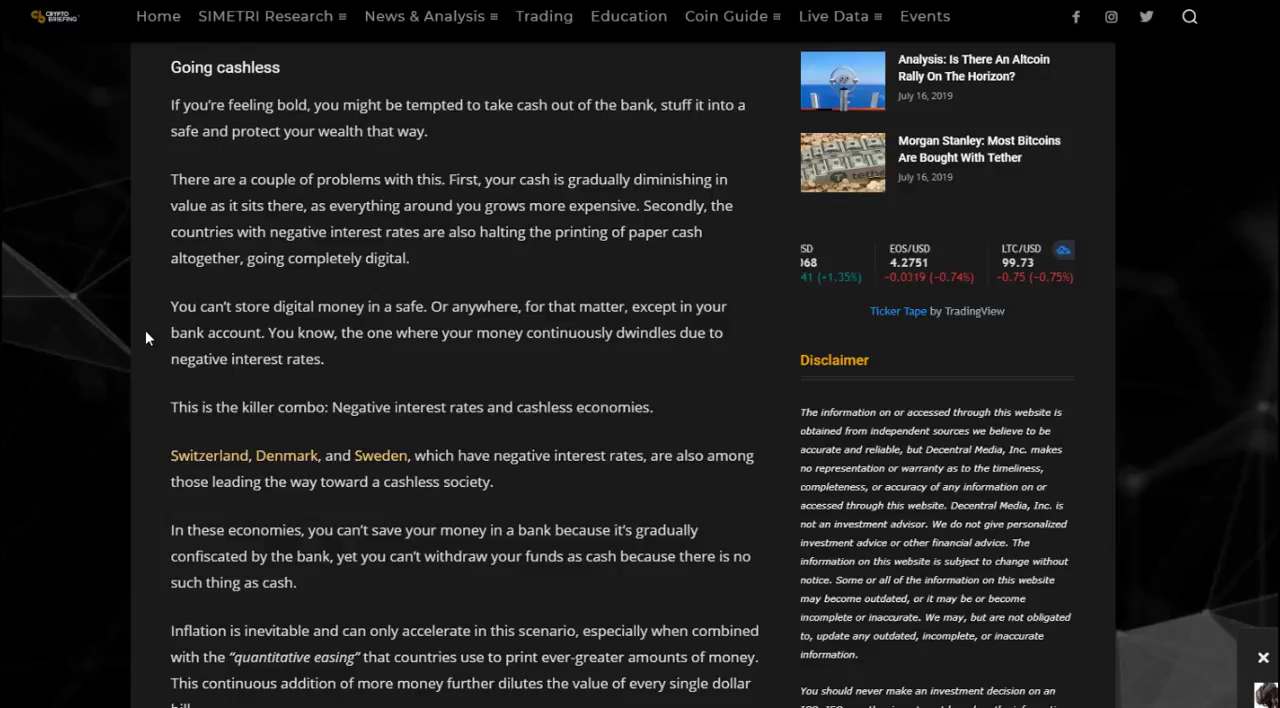 CRYPTO
BRIEFING
Home SIMETRI Research News & Analysis Trading Education Coin Guide Live Data Events
Going cashless
If you’re feeling bold, you might be tempted to take cash out of the bank, stuff it into a
safe and protect your wealth that way.
There are a couple of problems with this. First, your cash is gradually diminishing in
value as it sits there, as everything around you grows more expensive. Secondly, the
countries with negative interest rates are also halting the printing of paper cash
altogether, going completely digital.
You can’t store digital money in a safe. Or anywhere, for that matter, except in your
bank account. You know, the one where your money continuously dwindles due to
negative interest rates.
This is the killer combo: Negative interest rates and cashless economies.
Switzerland, Denmark, and Sweden, which have negative interest rates, are also among
those leading the way toward a cashless society.
In these economies, you can’t save your money in a bank because it’s gradually
confiscated by the bank, yet you can’t withdraw your funds as cash because there is no
such thing as cash.
Inflation is inevitable and can only accelerate in this scenario, especially when combined
with the “quantitative easing” that countries use to print ever-greater amounts of money.
This continuous addition of more money further dilutes the value of every single dollar
Analysis: Is There An Altcoin
Rally On The Horizon?
July 16, 2019
Morgan Stanley: Most Bitcoins
Are Bought With Tether
July 16, 2019
SD EOS/USD LTC/USD
068 4.2751 99.73
41 (+1.35%) -0.0319 (-0.74%) -0.75 (-0.75%)
Ticker Tape by TradingView
Disclaimer
The information on or accessed through this website is
obtained from independent sources we believe to be
accurate and reliable, but Decentral Media, Inc. makes
no representation or warranty as to the timeliness,
completeness, or accuracy of any information on or
accessed through this website. Decentral Media, Inc. is
not an investment advisor. We do not give personalized
investment advice or other financial advice. The
information on this website is subject to change without
notice. Some or all of the information on this website
may become outdated, or it may be or become
incomplete or inaccurate. We may, but are not obligated
to, update any outdated, incomplete, or inaccurate
information.
You should never make an investment decision on an